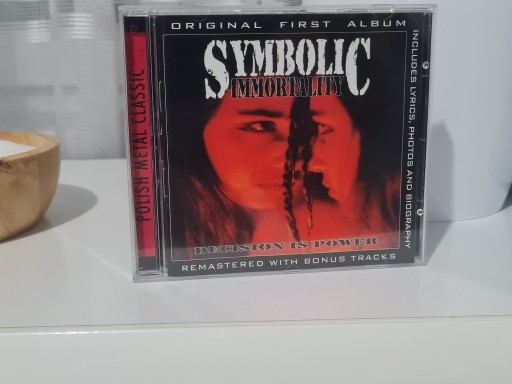 ORIGINAL FIRST ALBUM
SYMBOLIC
IMMORTALITY
INCLUDES LYRICS, PHOTOS AND BIOGRAPHY
POLISH METAL CLASSIC
DECISION IS POWER
REMASTERED WITH BONUS TRACKS